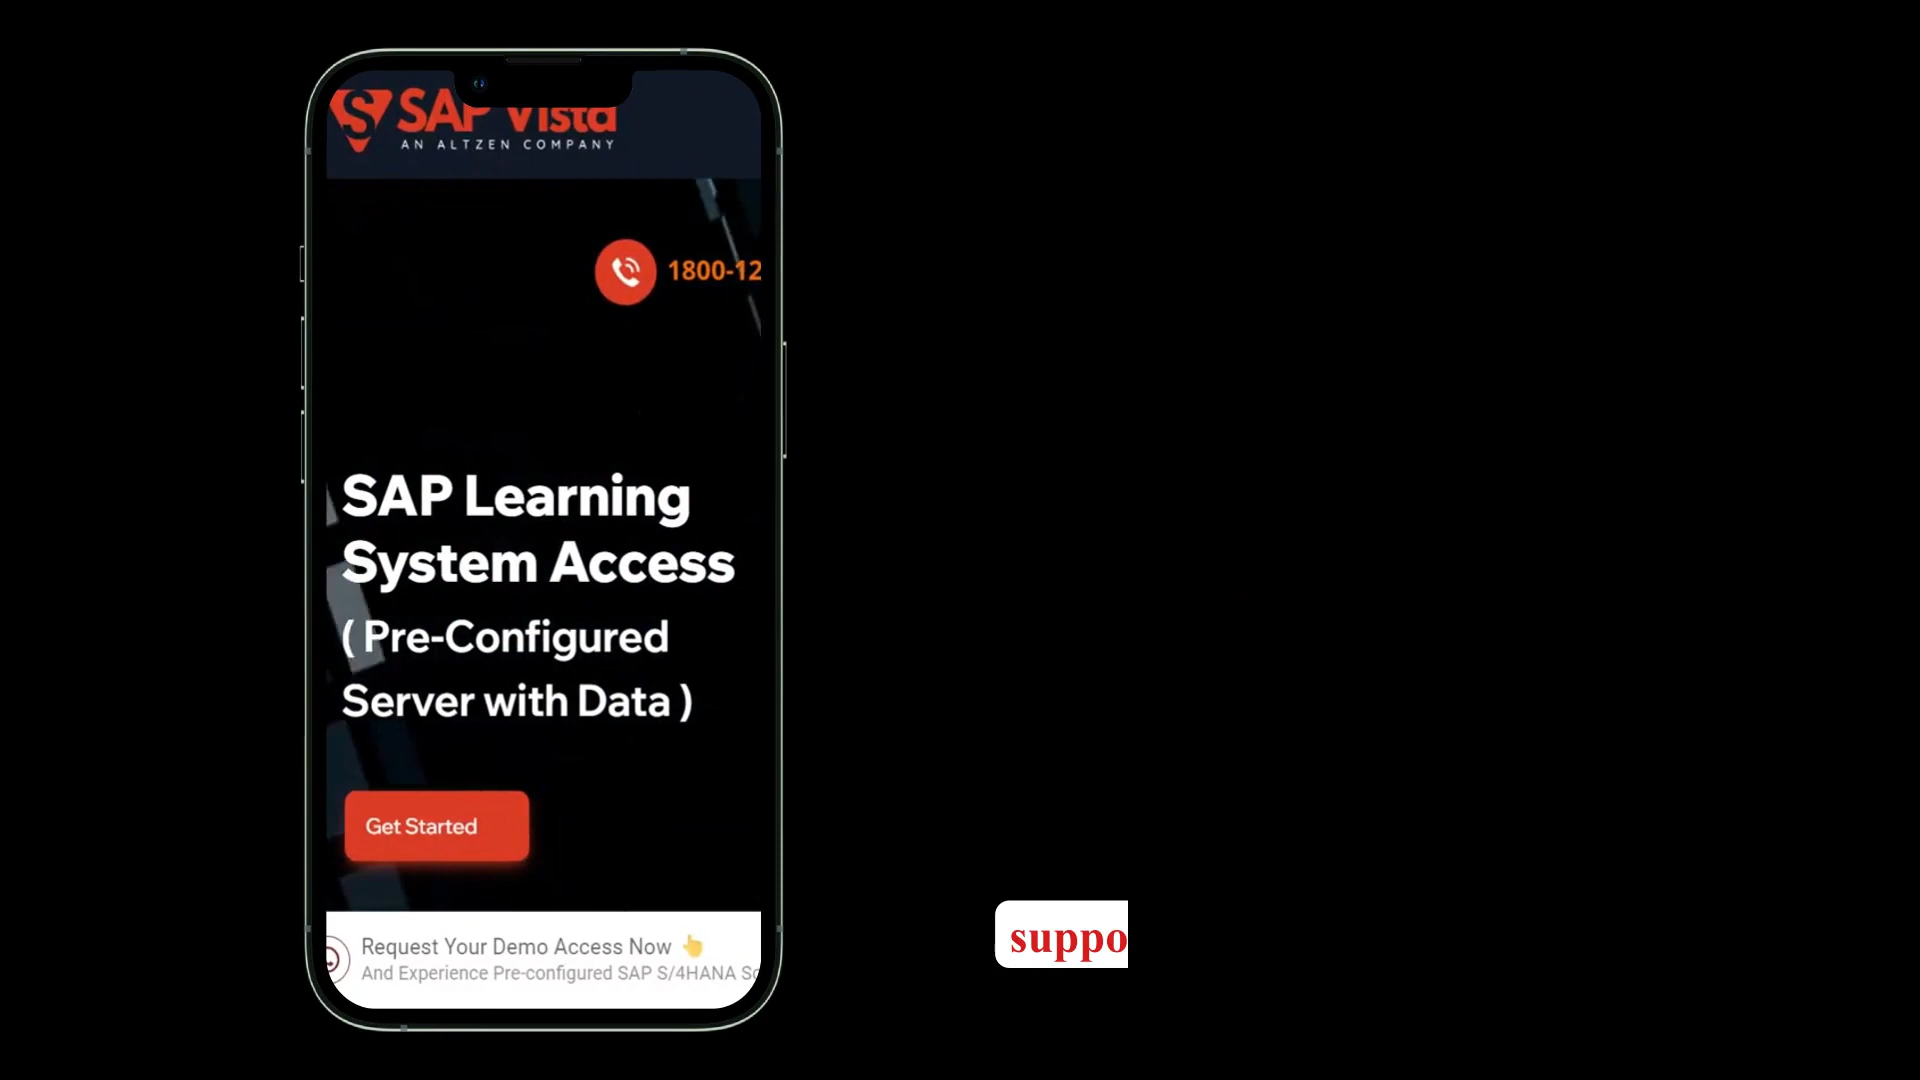 SAP Vista
AN ALTZEN COMPANY
1800-12
SAP Learning
System Access
( Pre-Configured
Server with Data )
Get Started
Request Your Demo Access Now 👆
And Experience Pre-configured SAP S/4HANA So
suppo